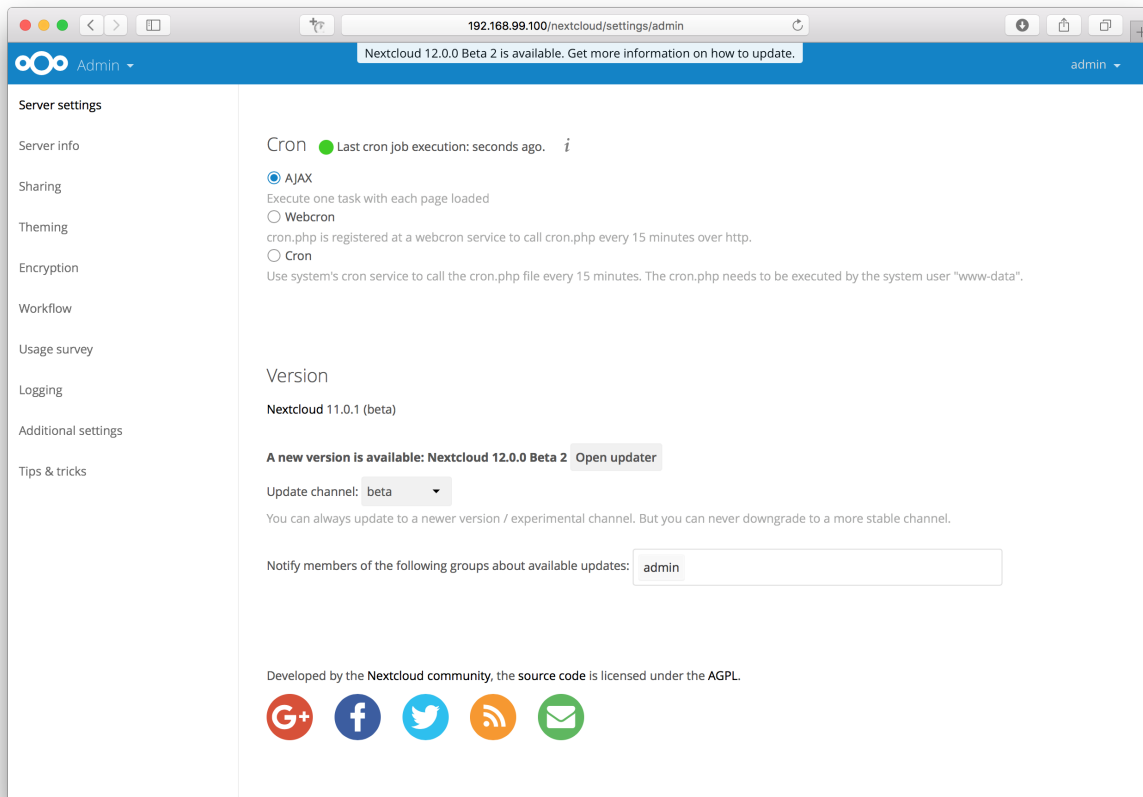 192.168.99.100/nextcloud/settings/admin
Nextcloud 12.0.0 Beta 2 is available. Get more information on how to update.
Admin
admin
Server settings
Server info
Sharing
Theming
Encryption
Workflow
Usage survey
Logging
Additional settings
Tips & tricks
Cron Last cron job execution: seconds ago. i
AJAX
Execute one task with each page loaded
Webcron
cron.php is registered at a webcron service to call cron.php every 15 minutes over http.
Cron
Use system's cron service to call the cron.php file every 15 minutes. The cron.php needs to be executed by the system user "www-data".
Version
Nextcloud 11.0.1 (beta)
A new version is available: Nextcloud 12.0.0 Beta 2 Open updater
Update channel: beta
You can always update to a newer version / experimental channel. But you can never downgrade to a more stable channel.
Notify members of the following groups about available updates: admin
Developed by the Nextcloud community, the source code is licensed under the AGPL.
G+ f